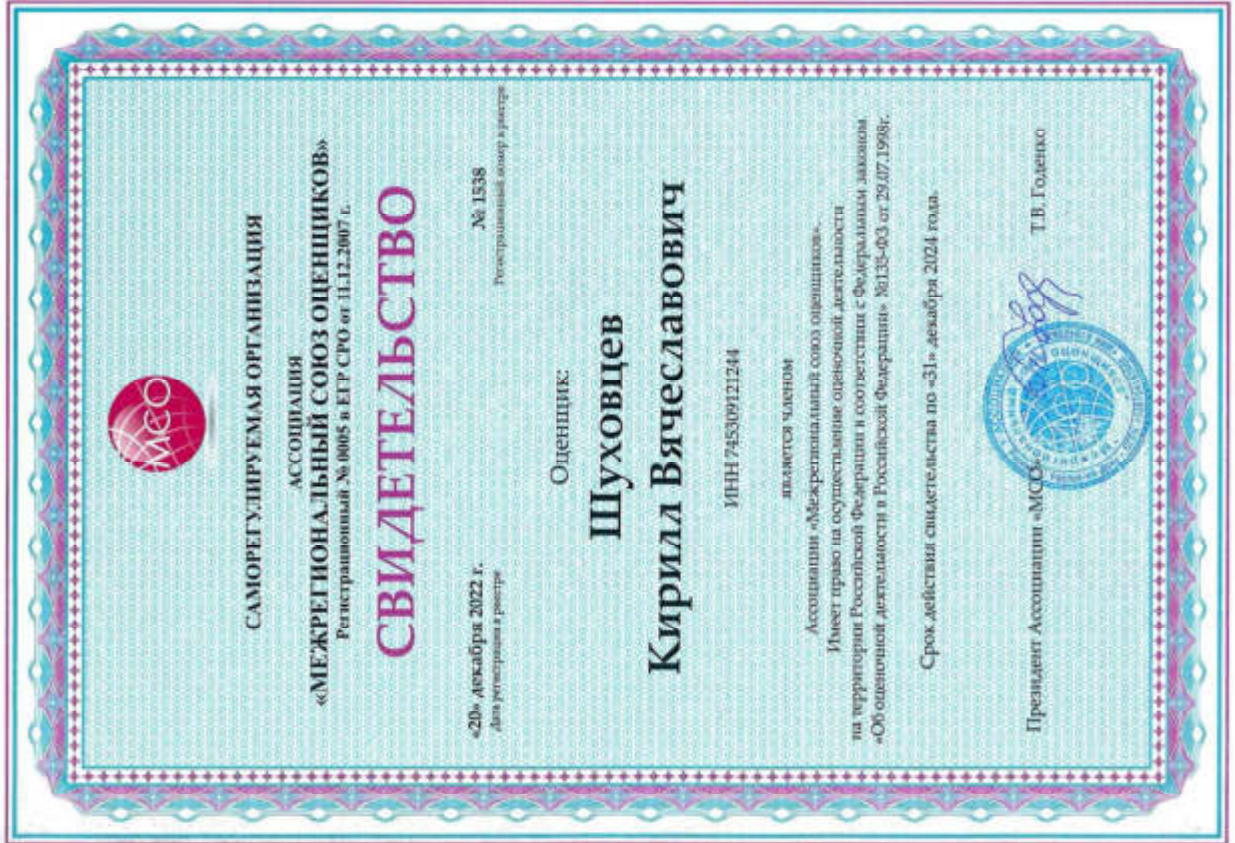 МСО
САМОРЕГУЛИРУЕМАЯ ОРГАНИЗАЦИЯ
АССОЦИАЦИЯ
«МЕЖРЕГИОНАЛЬНЫЙ СОЮЗ ОЦЕНЩИКОВ»
Регистрационный № 0005 в ЕГР СРО от 11.12.2007 г.
СВИДЕТЕЛЬСТВО
«20» декабря 2022 г. № 1538
Дата регистрации в реестре Регистрационный номер в реестре
Оценщик:
Шуховцев
Кирилл Вячеславович
ИНН 745309121244
является членом
Ассоциации «Межрегиональный союз оценщиков».
Имеет право на осуществление оценочной деятельности
на территории Российской Федерации в соответствии с Федеральным законом
«Об оценочной деятельности в Российской Федерации» №135-ФЗ от 29.07.1998г.
Срок действия свидетельства по «31» декабря 2024 года.
Президент Ассоциации «МСО» Т.В. Годенко